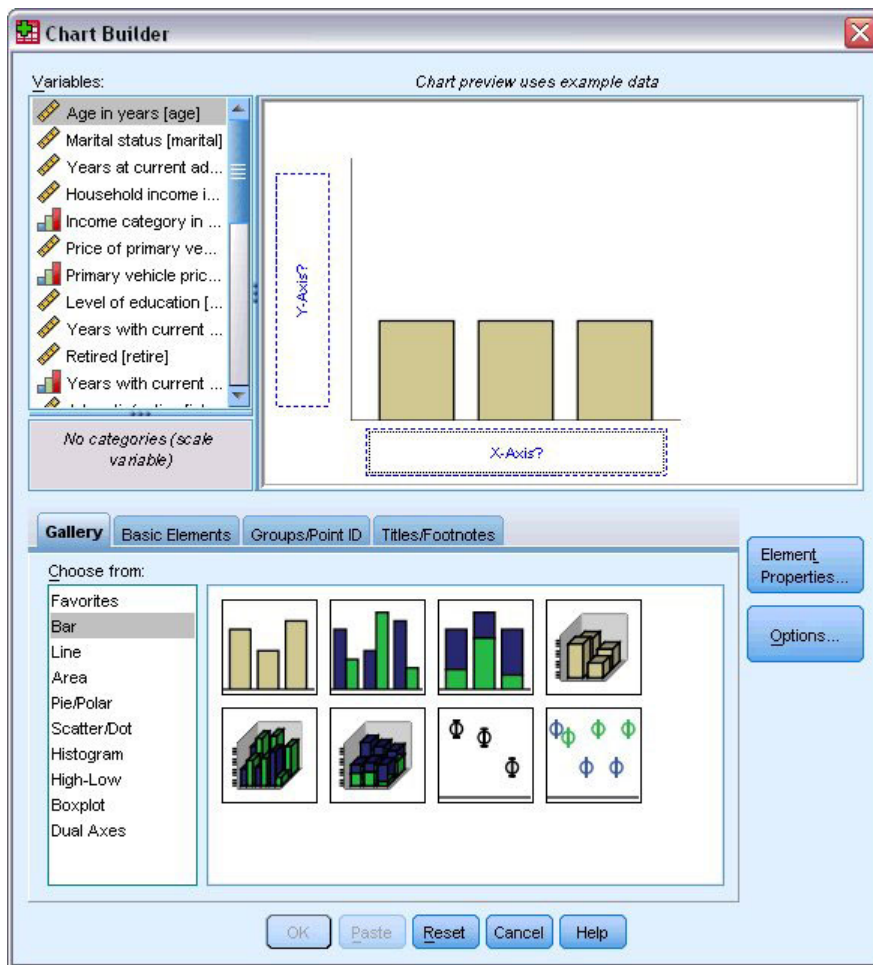 Chart Builder
Variables:
Chart preview uses example data
Age in years [age]
Marital status [marital]
Years at current ad...
Household income i...
Income category in ...
Price of primary ve...
Primary vehicle pric...
Level of education [...
Years with current ...
Retired [retire]
Years with current ...
No categories (scale
variable)
Y-Axis?
X-Axis?
Gallery
Basic Elements
Groups/Point ID
Titles/Footnotes
Choose from:
Favorites
Bar
Line
Area
Pie/Polar
Scatter/Dot
Histogram
High-Low
Boxplot
Dual Axes
Element
Properties...
Options...
OK
Paste
Reset
Cancel
Help